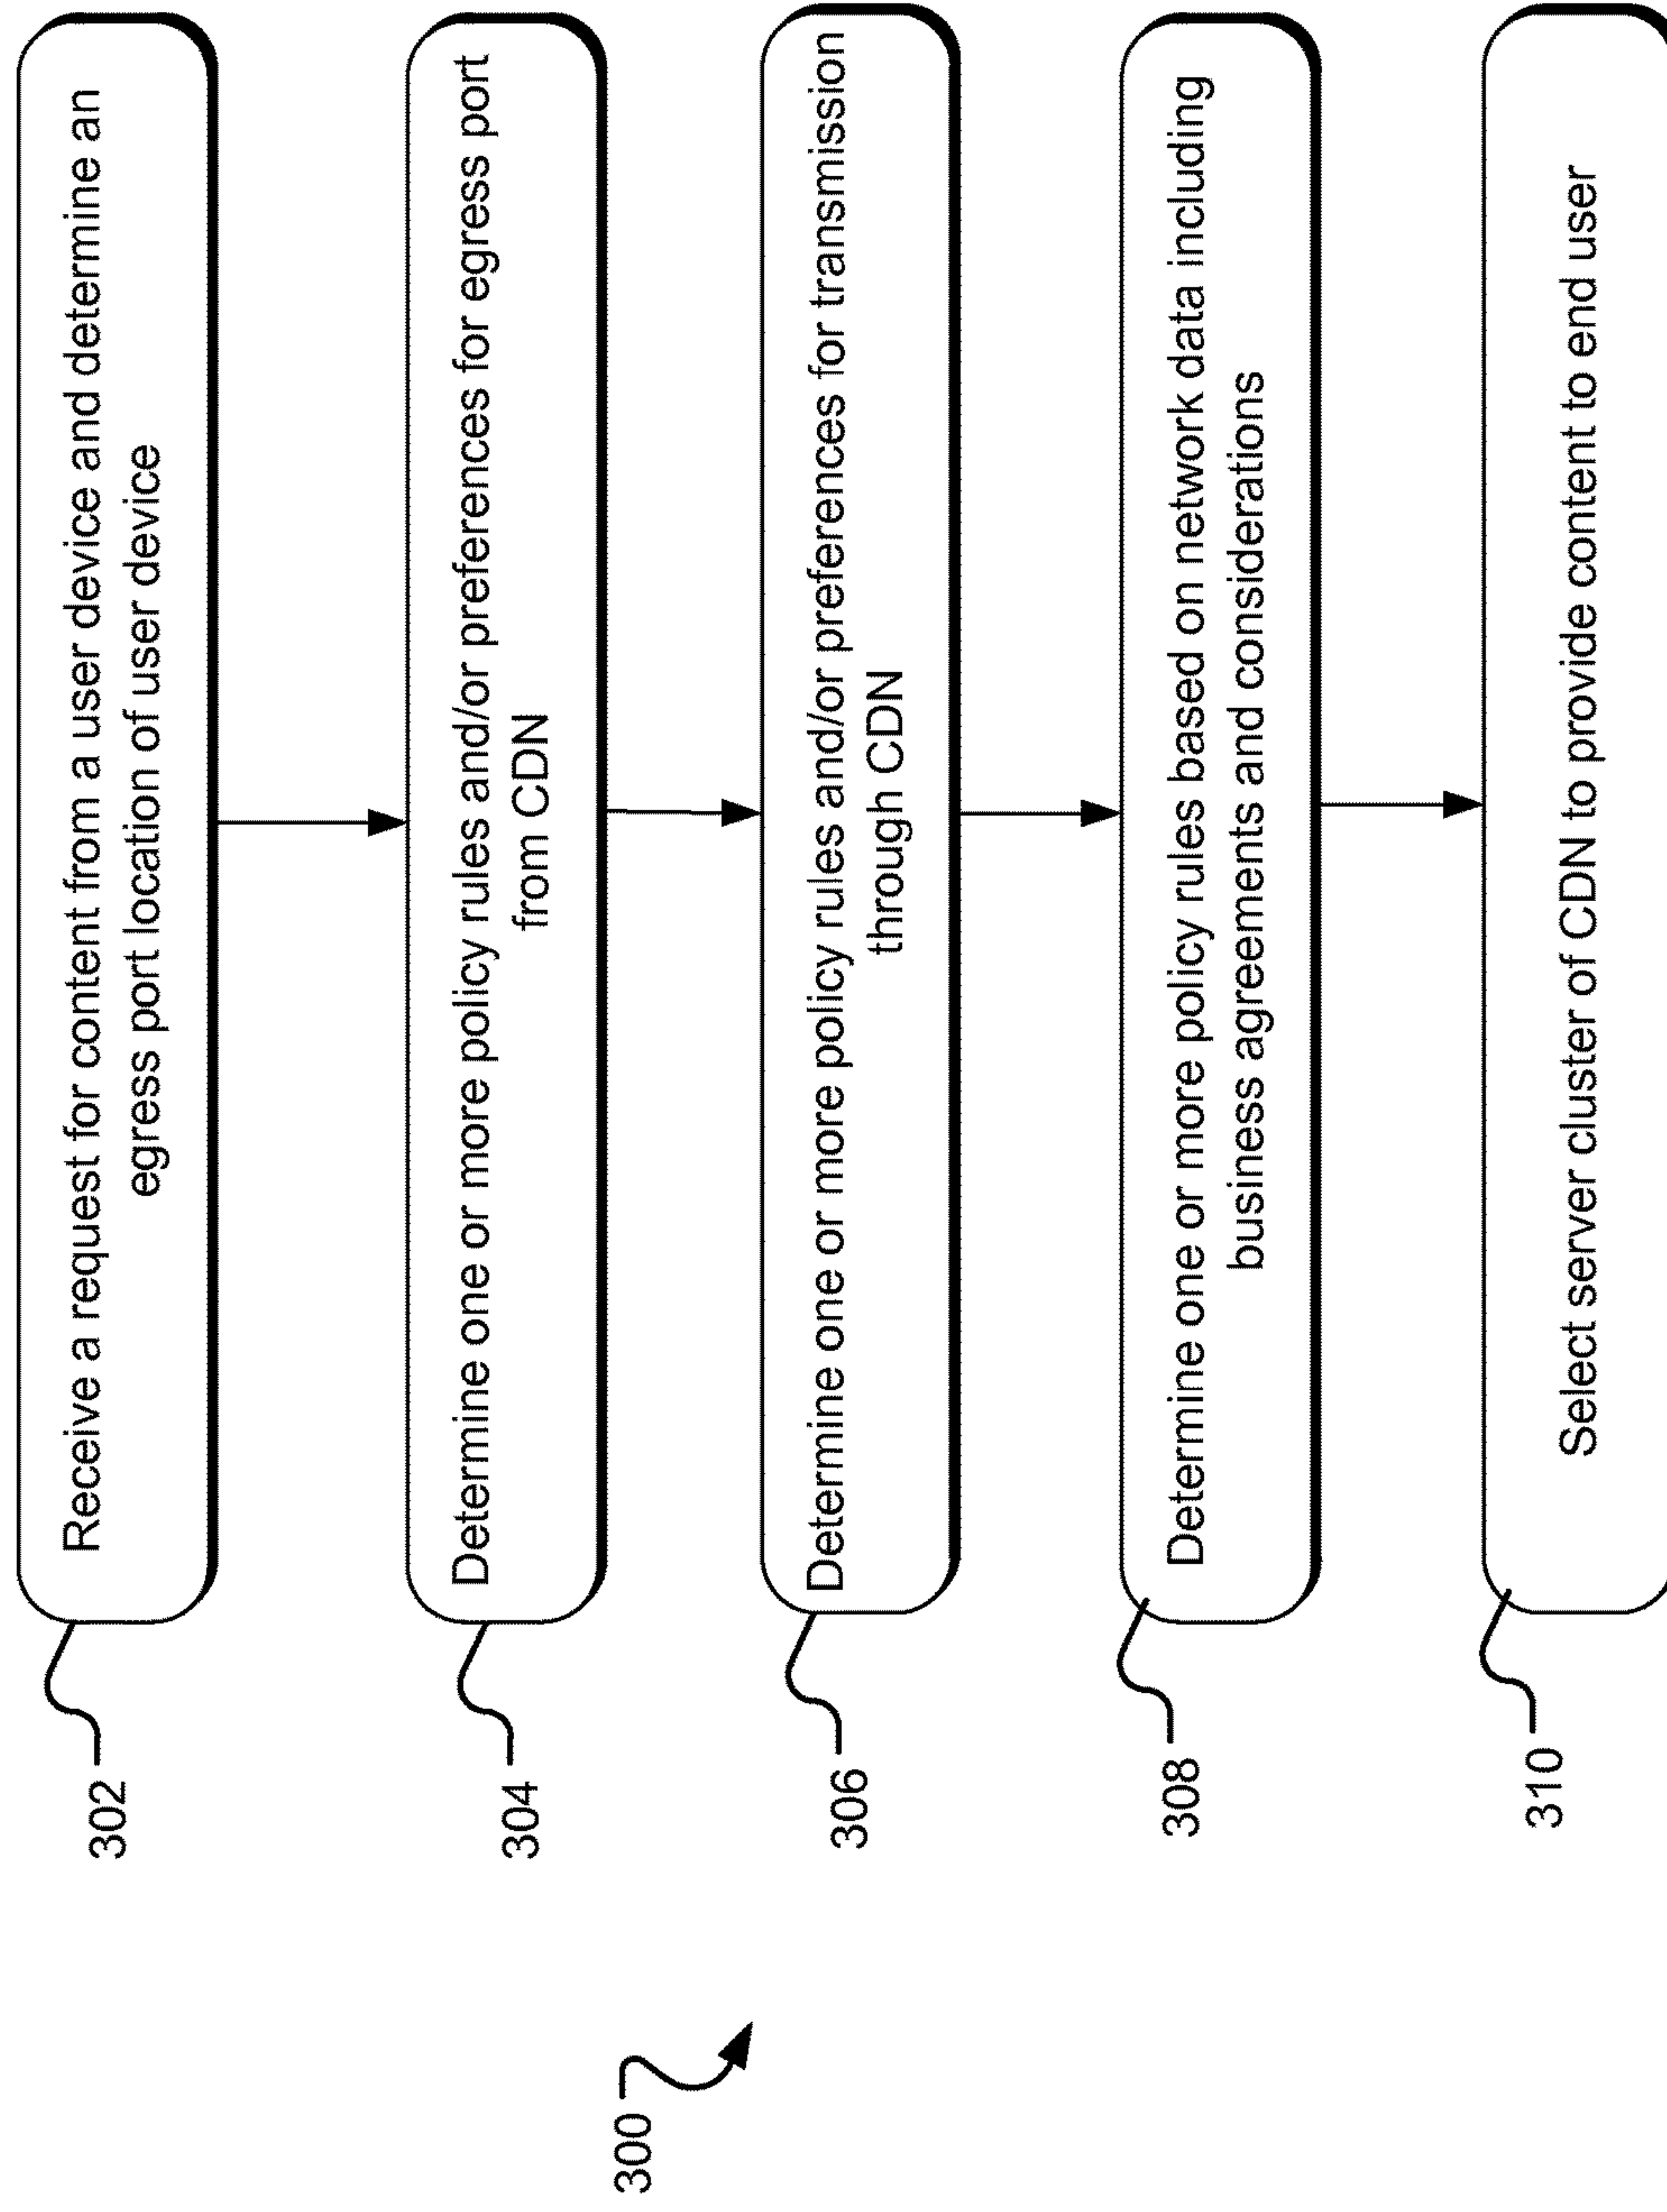 300
302
Receive a request for content from a user device and determine an
egress port location of user device
304
Determine one or more policy rules and/or preferences for egress port
from CDN
306
Determine one or more policy rules and/or preferences for transmission
through CDN
308
Determine one or more policy rules based on network data including
business agreements and considerations
310
Select server cluster of CDN to provide content to end user